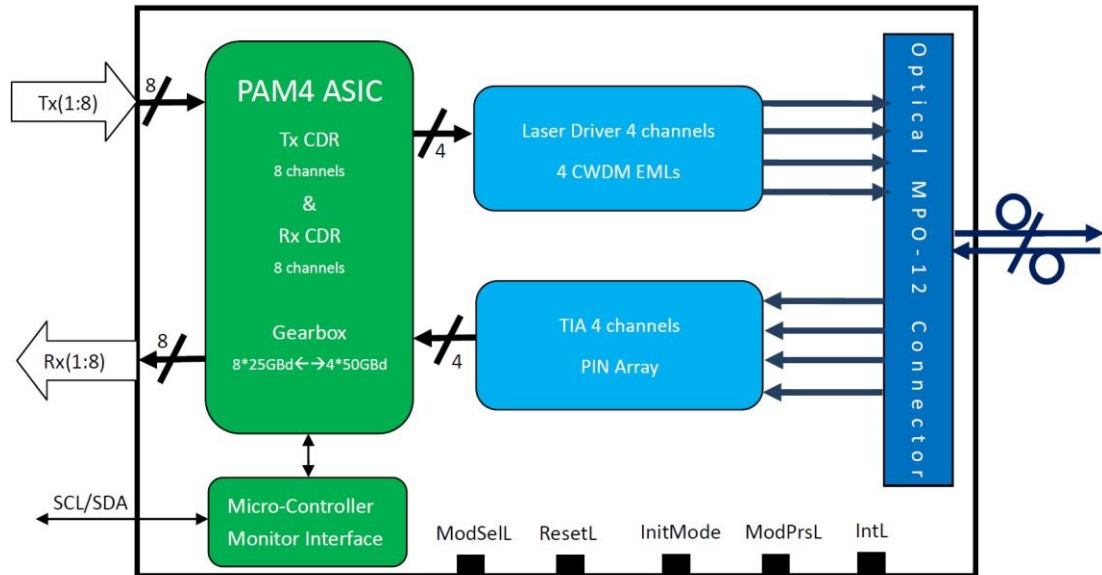 Tx(1:8)
8
PAM4 ASIC
Tx CDR
8 channels
&
Rx CDR
8 channels
Gearbox
8*25GBd←→4*50GBd
4
Laser Driver 4 channels
4 CWDM EMLs
Optical MPO-12 Connector
Rx(1:8)
8
4
TIA 4 channels
PIN Array
SCL/SDA
Micro-Controller
Monitor Interface
ModSelL
ResetL
InitMode
ModPrsL
IntL